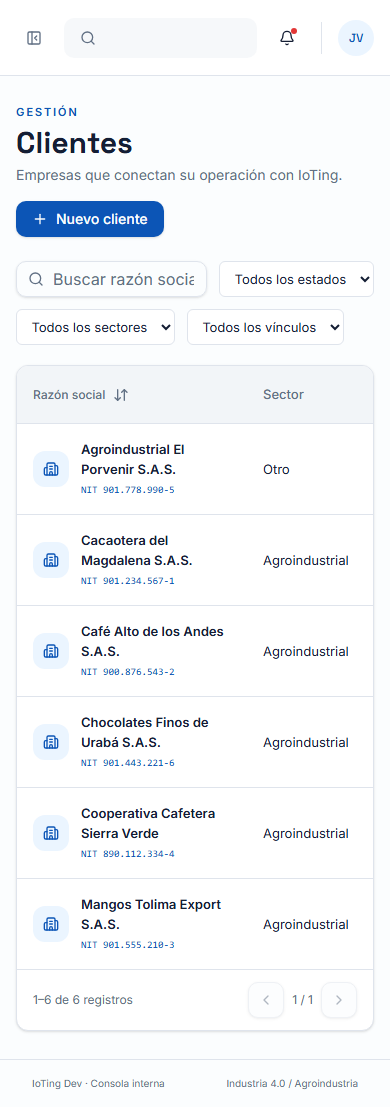 JV
GESTIÓN
Clientes
Empresas que conectan su operación con IoTing.
Nuevo cliente
Buscar razón socia
Todos los estados
Todos los sectores
Todos los vínculos
Razón social
Sector
Agroindustrial El
Porvenir S.A.S.
NIT 901.778.990-5
Otro
Cacaotera del
Magdalena S.A.S.
NIT 901.234.567-1
Agroindustrial
Café Alto de los Andes
S.A.S.
NIT 900.876.543-2
Agroindustrial
Chocolates Finos de
Urabá S.A.S.
NIT 901.443.221-6
Agroindustrial
Cooperativa Cafetera
Sierra Verde
NIT 890.112.334-4
Agroindustrial
Mangos Tolima Export
S.A.S.
NIT 901.555.210-3
Agroindustrial
1–6 de 6 registros
1 / 1
IoTing Dev · Consola interna
Industria 4.0 / Agroindustria